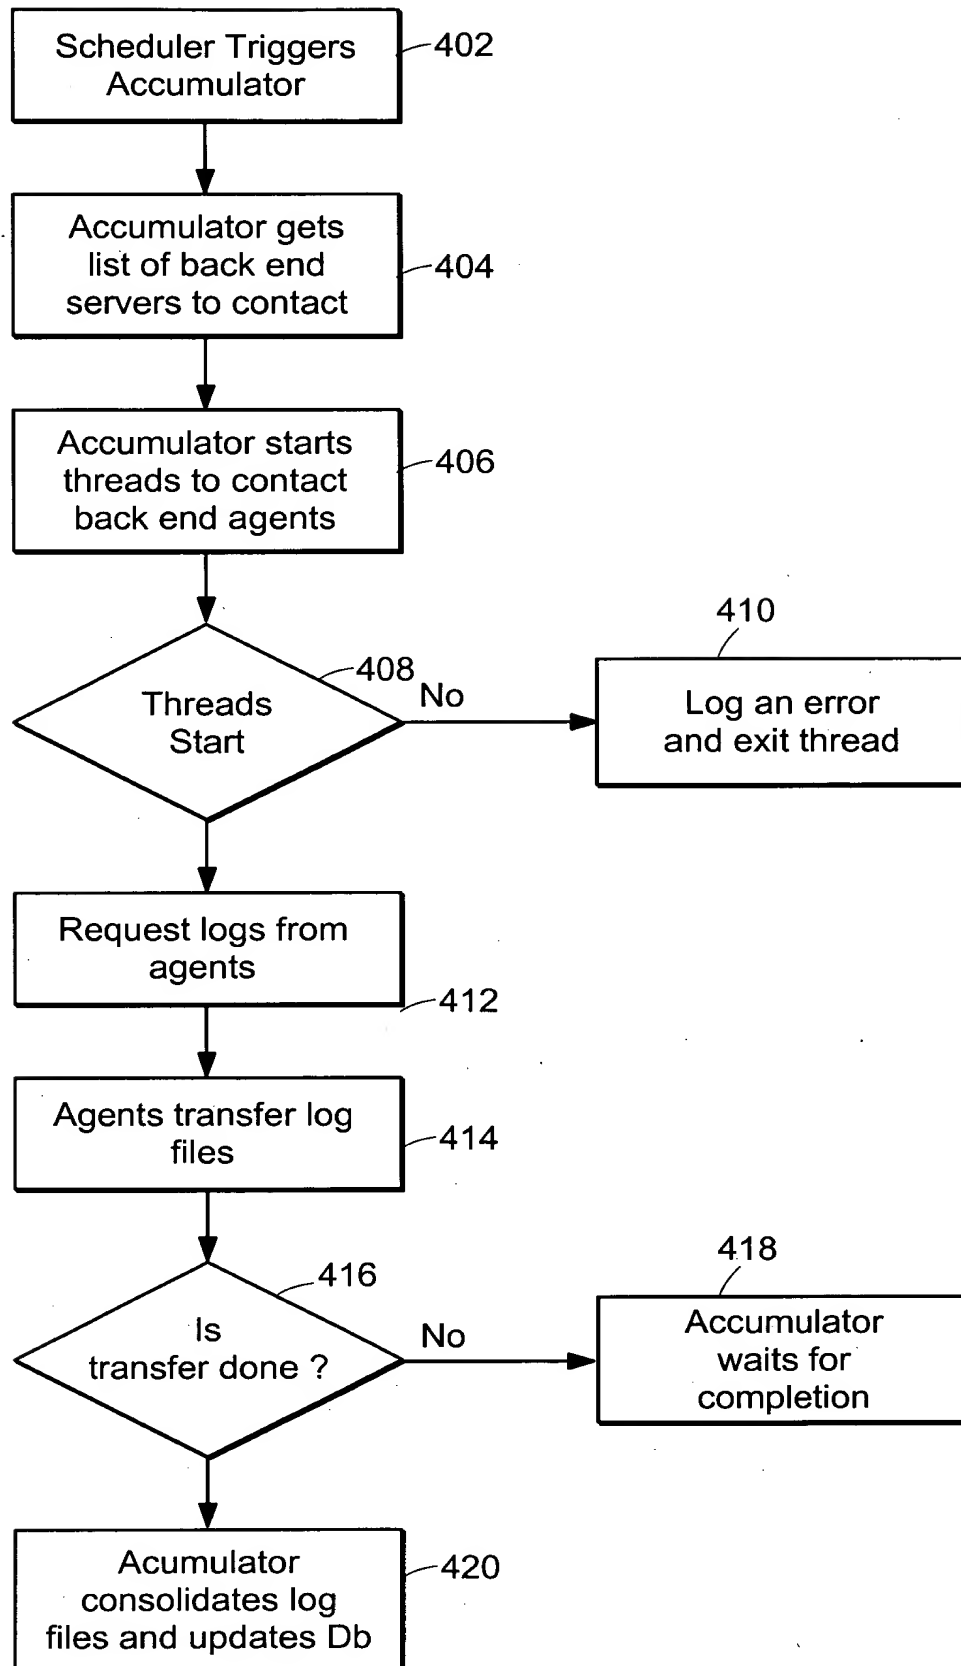 Scheduler Triggers
Accumulator
402
Accumulator gets
list of back end
servers to contact
404
Accumulator starts
threads to contact
back end agents
406
Threads
Start
408
No
410
Log an error
and exit thread
Request logs from
agents
412
Agents transfer log
files
414
Is
transfer done ?
416
No
418
Accumulator
waits for
completion
Acumulator
consolidates log
files and updates Db
420